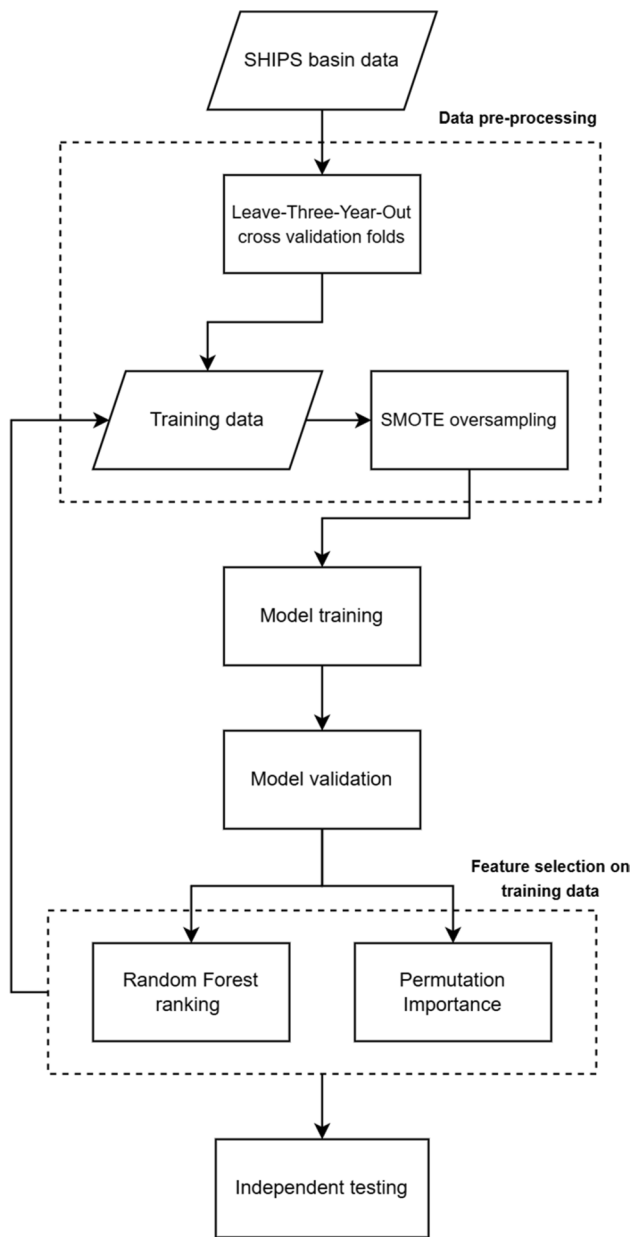 SHIPS basin data
Data pre-processing
Leave-Three-Year-Out
cross validation folds
Training data
SMOTE oversampling
Model training
Model validation
Feature selection on
training data
Random Forest
ranking
Permutation
Importance
Independent testing